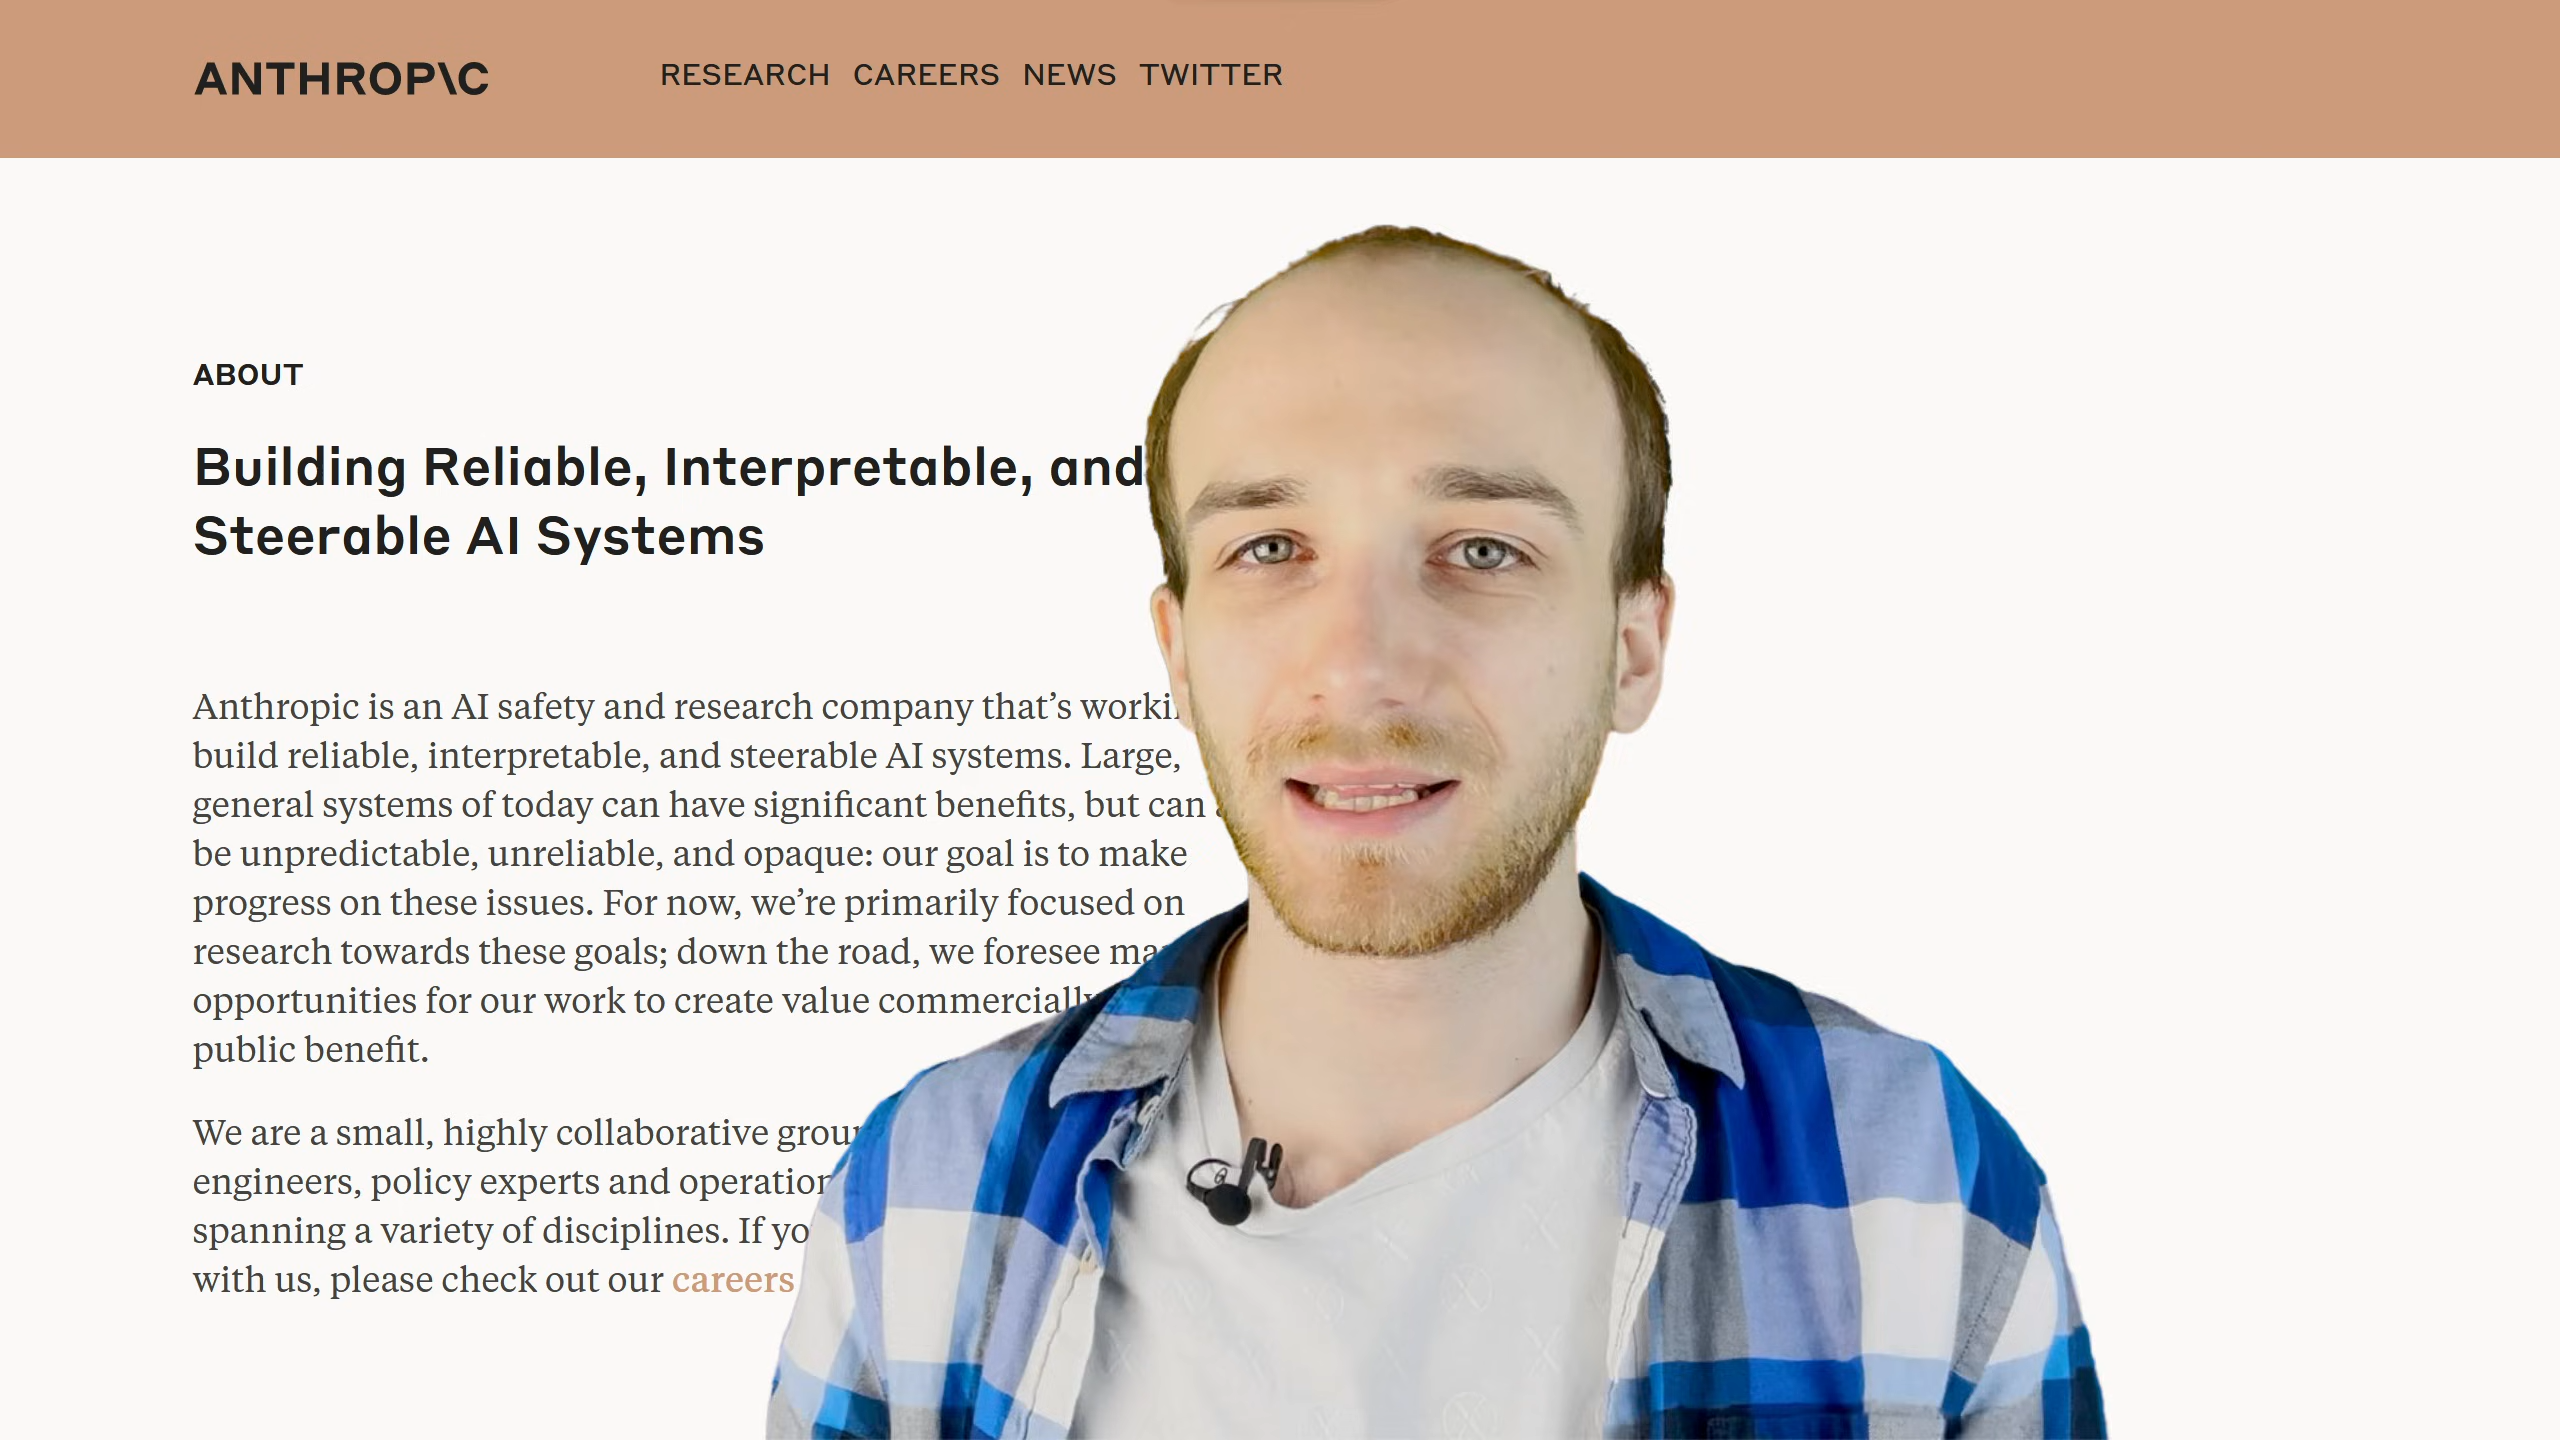 ANTHROP\C
RESEARCH CAREERS NEWS TWITTER
ABOUT
Building Reliable, Interpretable, and
Steerable AI Systems
Anthropic is an AI safety and research company that’s
build reliable, interpretable, and steerable AI systems. Large,
general systems of today can have significant benefits, but can
be unpredictable, unreliable, and opaque: our goal is to make
progress on these issues. For now, we’re primarily focused on
research towards these goals; down the road, we foresee
opportunities for our work to create value commercially
public benefit.
We are a small, highly collaborative
engineers, policy experts and
spanning a variety of disciplines. If
with us, please check out our careers